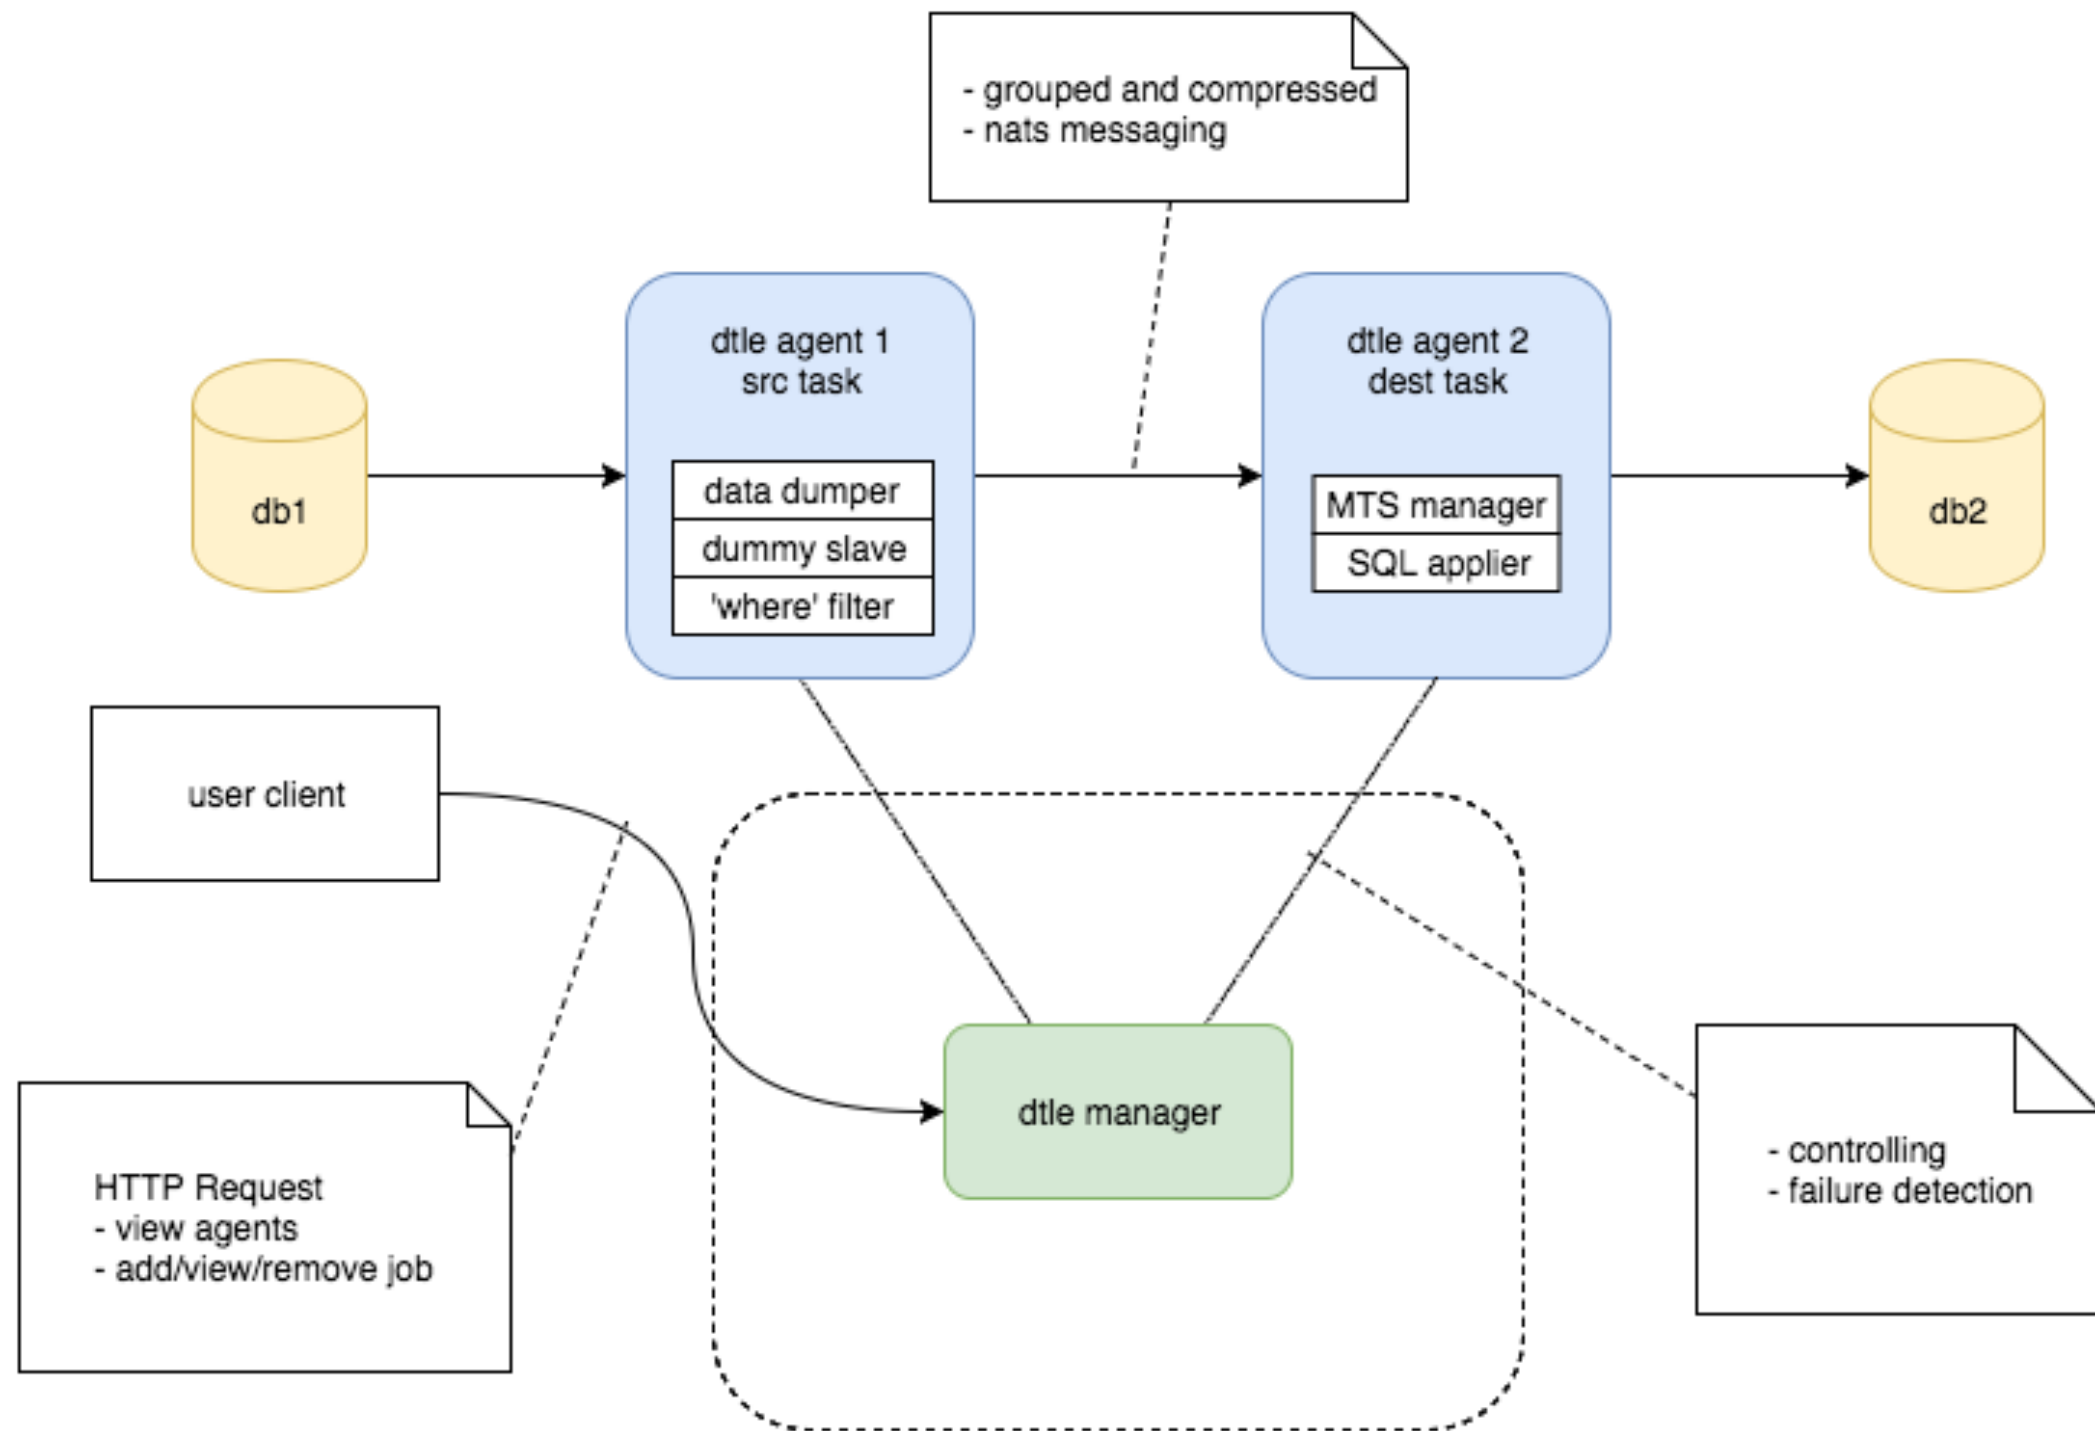 - grouped and compressed
- nats messaging
dtle agent 1
src task
data dumper
dummy slave
'where' filter
dtle agent 2
dest task
MTS manager
SQL applier
db1
db2
user client
dtle manager
HTTP Request
- view agents
- add/view/remove job
- controlling
- failure detection